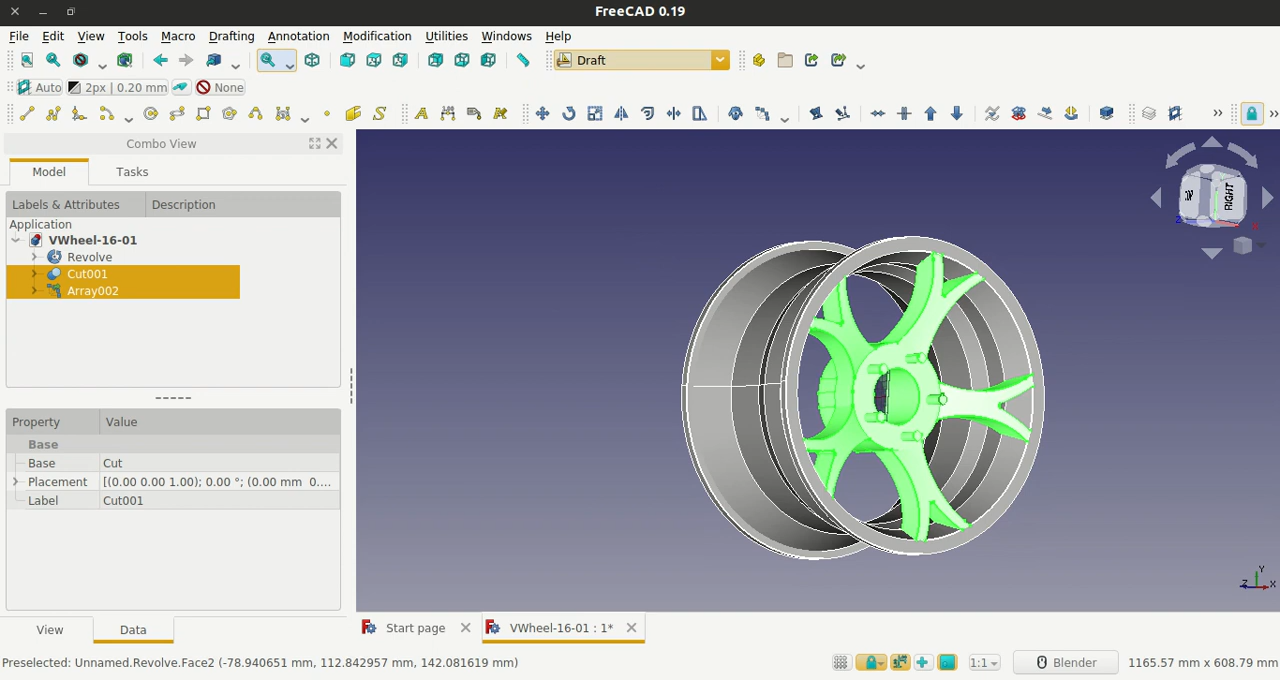 FreeCAD 0.19
File Edit View Tools Macro Drafting Annotation Modification Utilities Windows Help
Draft
Auto 2px | 0.20 mm None
Combo View
Model Tasks
Labels & Attributes Description
Application
VWheel-16-01
Revolve
Cut001
Array002
Property Value
Base
Base Cut
Placement [(0.00 0.00 1.00); 0.00 °; (0.00 mm 0....
Label Cut001
View Data
RIGHT
Z
X
Y
Z X
Start page VWheel-16-01 : 1*
Preselected: Unnamed.Revolve.Face2 (-78.940651 mm, 112.842957 mm, 142.081619 mm) 1:1 Blender 1165.57 mm x 608.79 mm